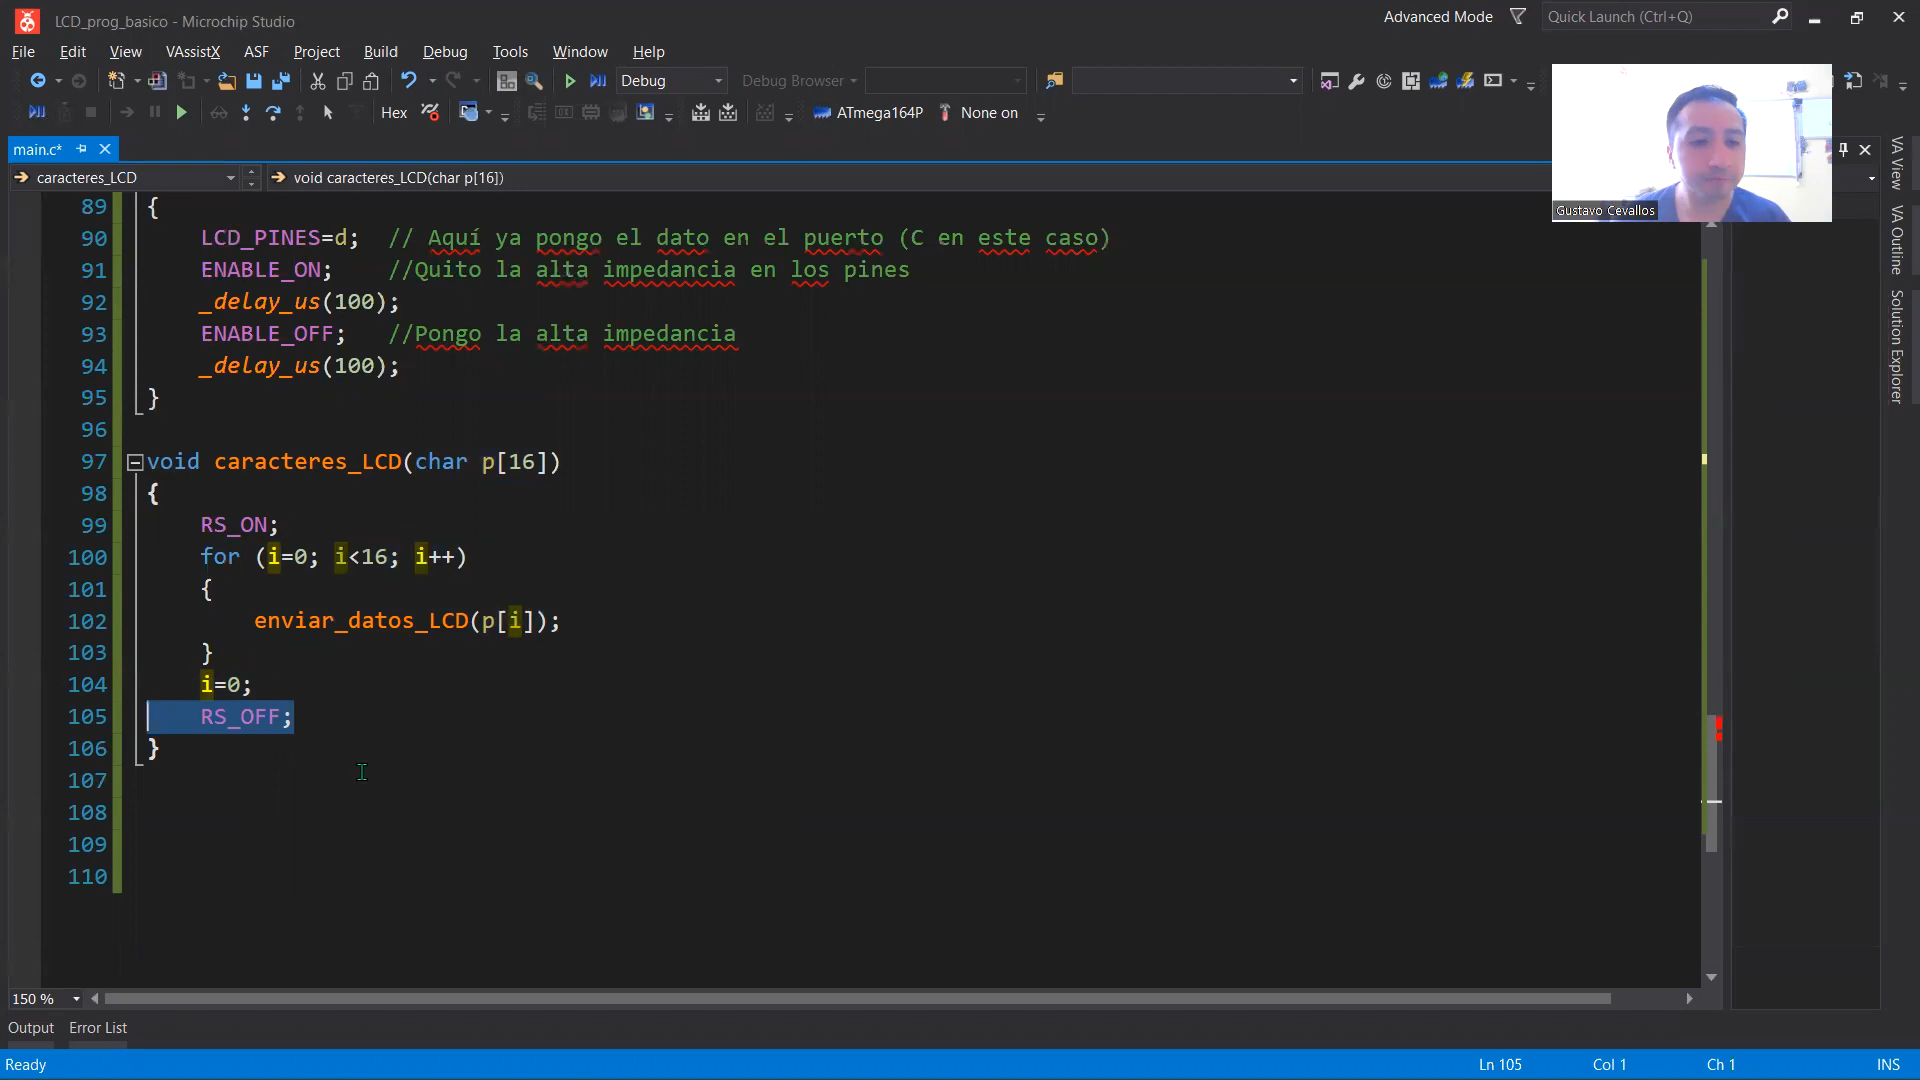 LCD_prog_basico - Microchip Studio
Advanced Mode
Quick Launch (Ctrl+Q)
File Edit View VAssistX ASF Project Build Debug Tools Window Help
Debug
Debug Browser
Hex
ATmega164P
None on
main.c*
caracteres_LCD
void caracteres_LCD(char p[16])
Gustavo Cevallos
VA View
VA Outline
Solution Explorer
89 {
90 LCD_PINES=d; // Aquí ya pongo el dato en el puerto (C en este caso)
91 ENABLE_ON; //Quito la alta impedancia en los pines
92 _delay_us(100);
93 ENABLE_OFF; //Pongo la alta impedancia
94 _delay_us(100);
95 }
96
97 void caracteres_LCD(char p[16])
98 {
99 RS_ON;
100 for (i=0; i<16; i++)
101 {
102 enviar_datos_LCD(p[i]);
103 }
104 i=0;
105 RS_OFF;
106 }
107
108
109
110
150 %
Output Error List
Ready
Ln 105 Col 1 Ch 1 INS